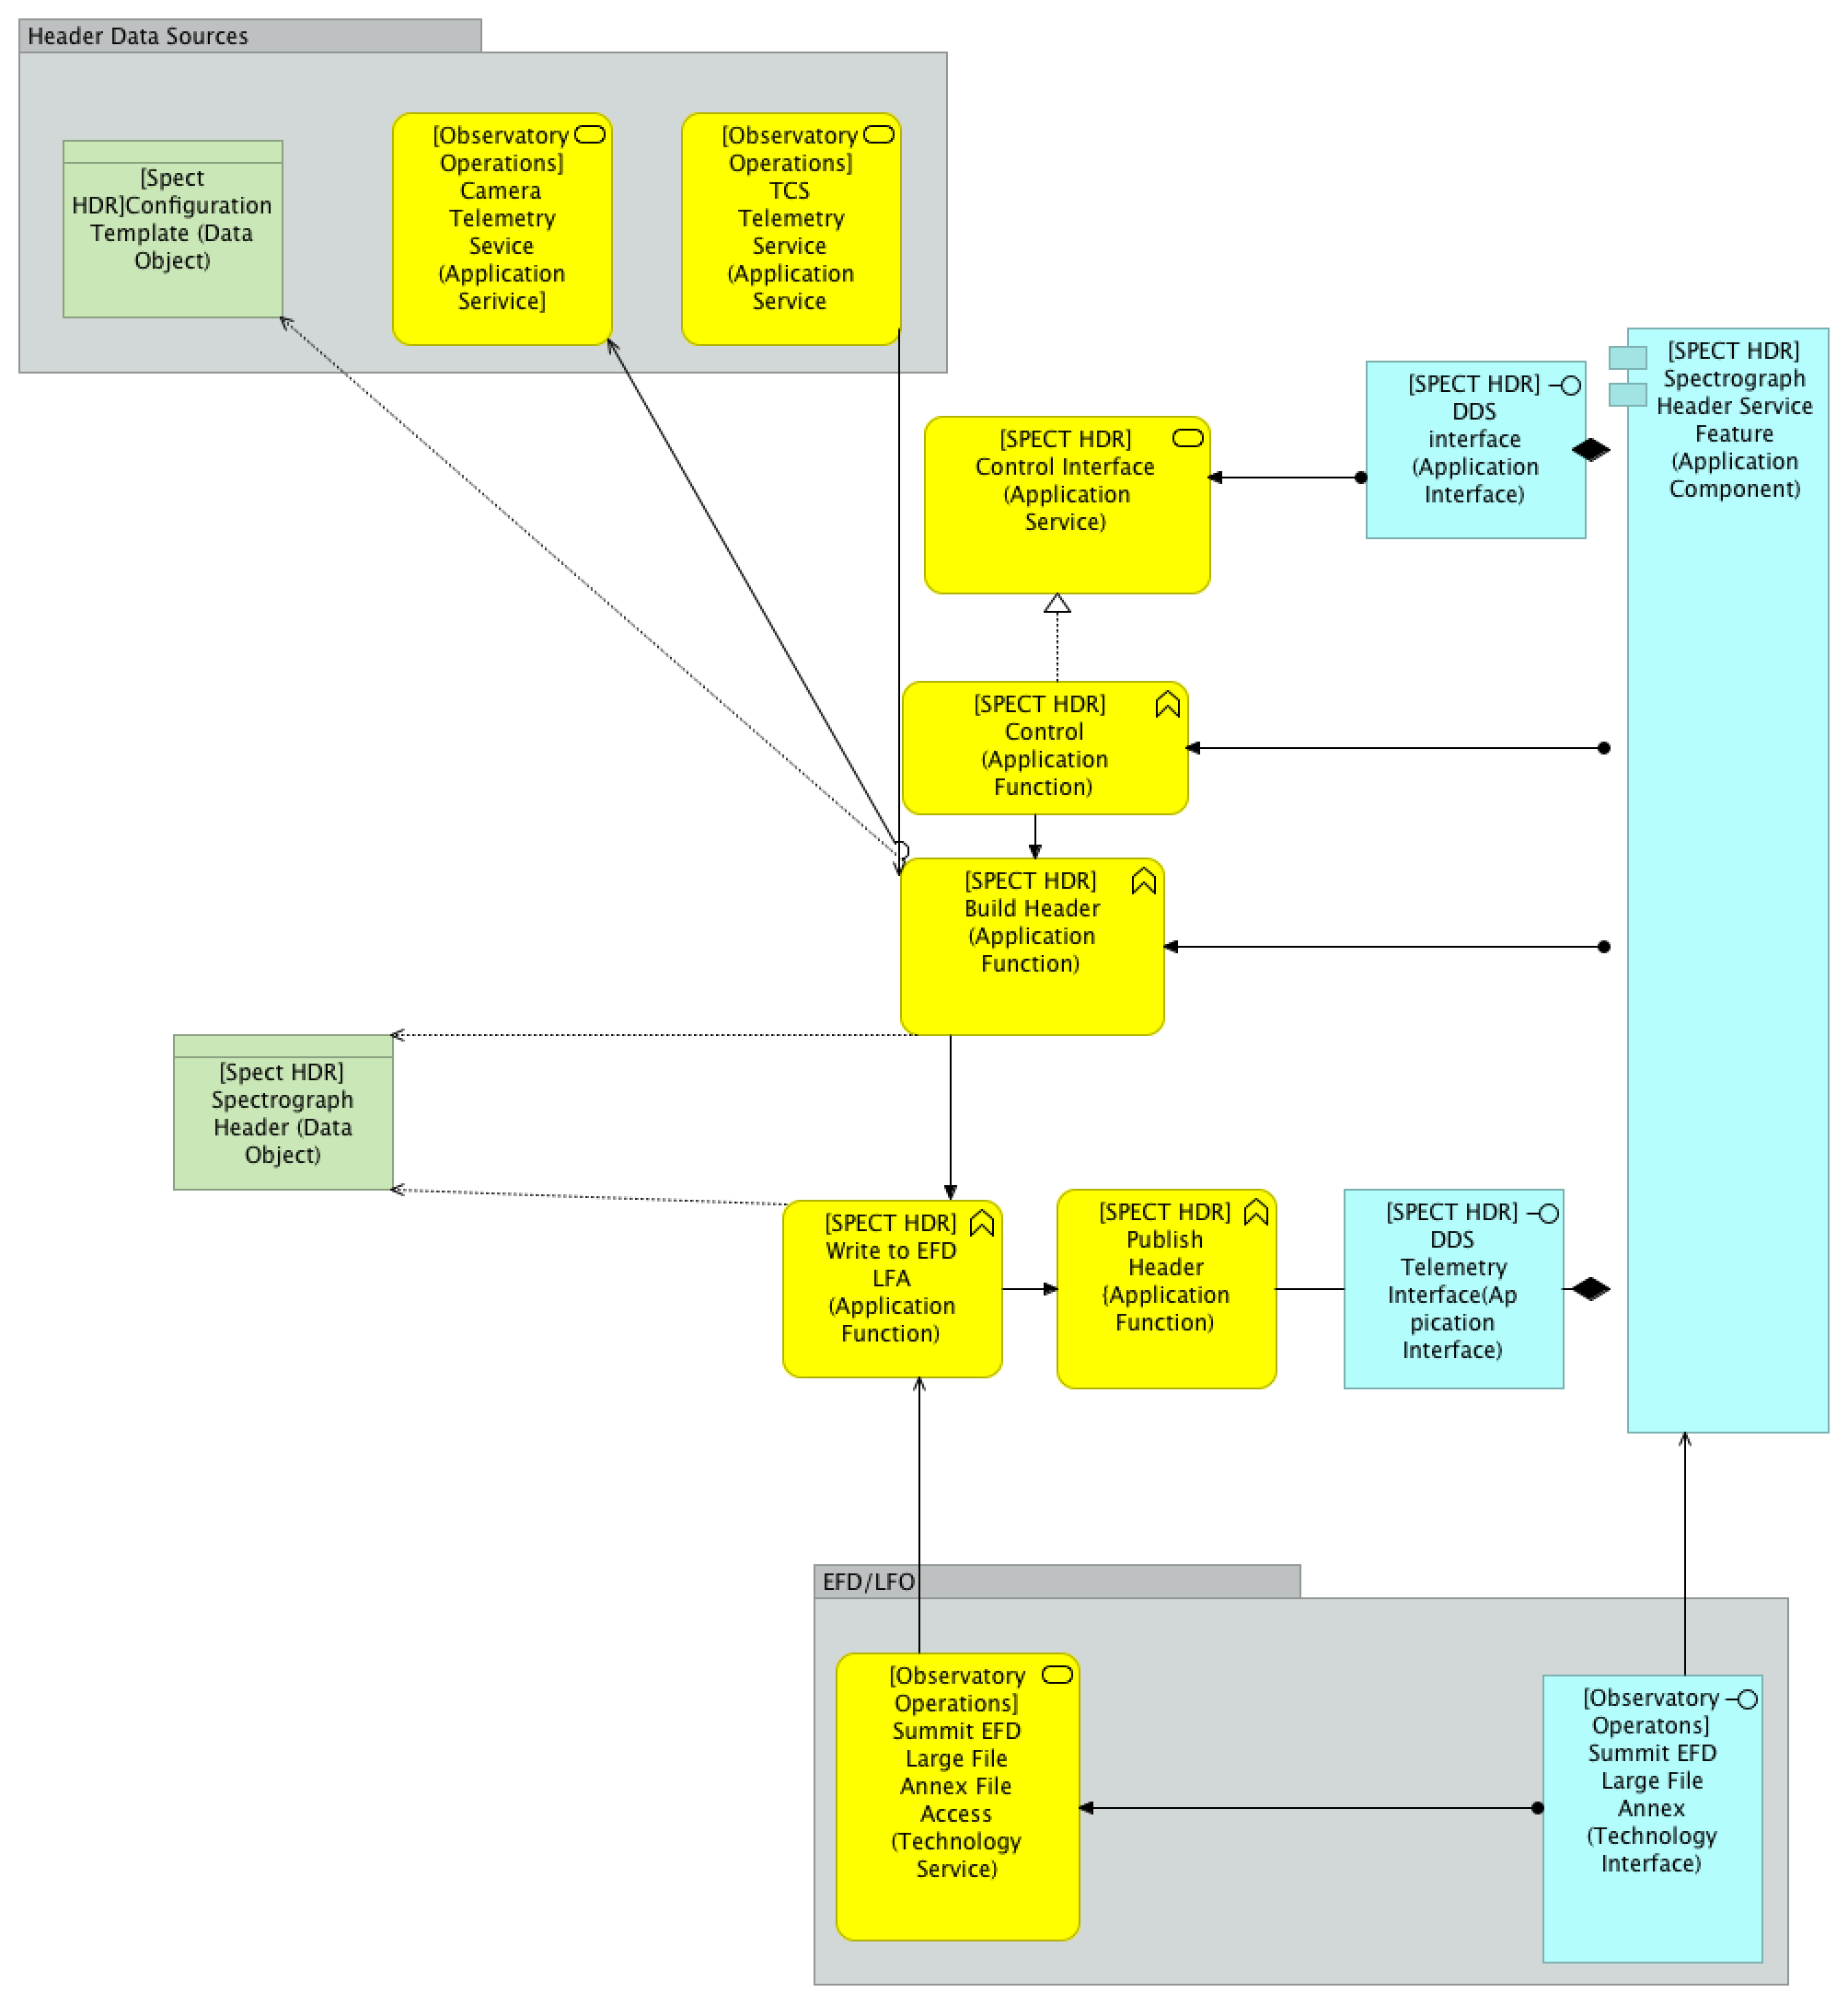 Header Data Sources
[Spect
HDR]Configuration
Template (Data
Object)
[Observatory
Operations]
Camera
Telemetry
Sevice
(Application
Serivice]
[Observatory
Operations]
TCS
Telemetry
Service
(Application
Service
[SPECT HDR]
Control Interface
(Application
Service)
[SPECT HDR]
DDS
interface
(Application
Interface)
[SPECT HDR]
Spectrograph
Header Service
Feature
(Application
Component)
[SPECT HDR]
Control
(Application
Function)
[SPECT HDR]
Build Header
(Application
Function)
[Spect HDR]
Spectrograph
Header (Data
Object)
[SPECT HDR]
Write to EFD
LFA
(Application
Function)
[SPECT HDR]
Publish
Header
{Application
Function)
[SPECT HDR]
DDS
Telemetry
Interface(Ap
pication
Interface)
EFD/LFO
[Observatory
Operations]
Summit EFD
Large File
Annex File
Access
(Technology
Service)
[Observatory
Operatons]
Summit EFD
Large File
Annex
(Technology
Interface)